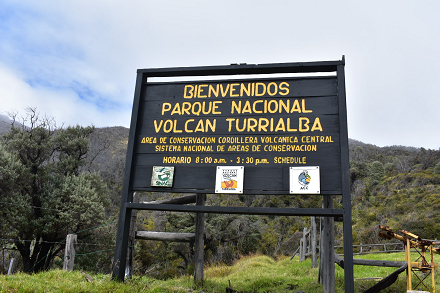 BIENVENIDOS
PARQUE NACIONAL
VOLCAN TURRIALBA
AREA DE CONSERVACION CORDILLERA VOLCANICA CENTRAL
SISTEMA NACIONAL DE AREAS DE CONSERVACION
HORARIO 8:00 a.m. - 3:30 p.m. SCHEDULE